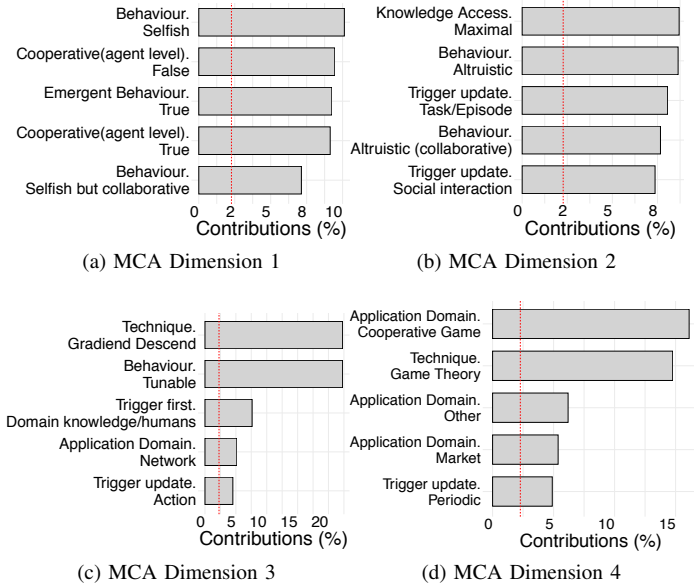 Behaviour.
Selfish
Cooperative(agent level).
False
Emergent Behaviour.
True
Cooperative(agent level).
True
Behaviour.
Selfish but collaborative
0 2 5 8 10
Contributions (%)
(a) MCA Dimension 1
Knowledge Access.
Maximal
Behaviour.
Altruistic
Trigger update.
Task/Episode
Behaviour.
Altruistic (collaborative)
Trigger update.
Social interaction
0 2 5 8
Contributions (%)
(b) MCA Dimension 2
Technique.
Gradiend Descend
Behaviour.
Tunable
Trigger first.
Domain knowledge/humans
Application Domain.
Network
Trigger update.
Action
0 5 10 15 20
Contributions (%)
(c) MCA Dimension 3
Application Domain.
Cooperative Game
Technique.
Game Theory
Application Domain.
Other
Application Domain.
Market
Trigger update.
Periodic
0 5 10 15
Contributions (%)
(d) MCA Dimension 4